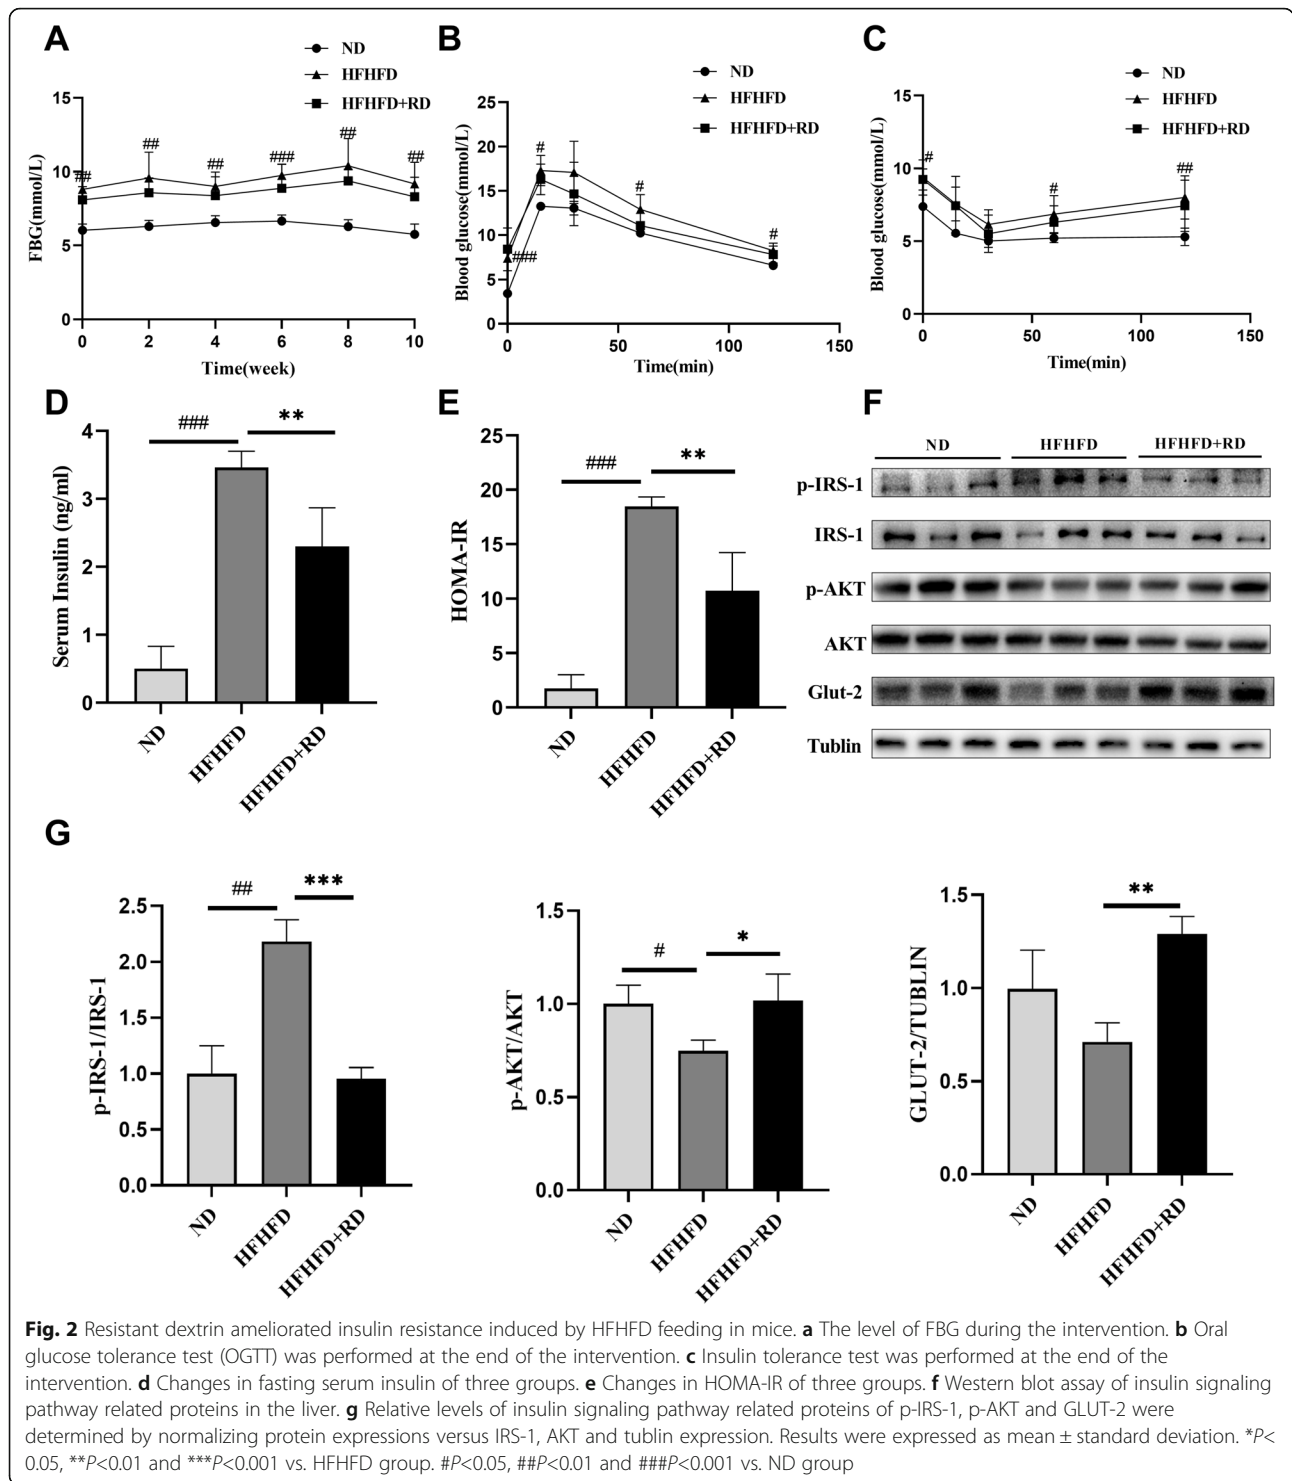 A
ND
HFHFD
HFHFD+RD
15
10
5
0
FBG(mmol/L)
##
##
##
###
##
##
0 2 4 6 8 10
Time(week)
B
ND
HFHFD
HFHFD+RD
25
20
15
10
5
0
Blood glucose(mmol/L)
###
#
#
#
0 50 100 150
Time(min)
C
ND
HFHFD
HFHFD+RD
15
10
5
0
Blood glucose(mmol/L)
#
#
##
0 50 100 150
Time(min)
D
4
3
2
1
0
Serum Insulin (ng/ml)
###
**
ND
HFHFD
HFHFD+RD
E
25
20
15
10
5
0
HOMA-IR
###
**
ND
HFHFD
HFHFD+RD
F
ND HFHFD HFHFD+RD
p-IRS-1
IRS-1
p-AKT
AKT
Glut-2
Tublin
G
2.5
2.0
1.5
1.0
0.5
0.0
p-IRS-1/IRS-1
##
***
ND
HFHFD
HFHFD+RD
1.5
1.0
0.5
0.0
p-AKT/AKT
#
*
ND
HFHFD
HFHFD+RD
1.5
1.0
0.5
0.0
GLUT-2/TUBLIN
**
ND
HFHFD
HFHFD+RD
Fig. 2 Resistant dextrin ameliorated insulin resistance induced by HFHFD feeding in mice. a The level of FBG during the intervention. b Oral
glucose tolerance test (OGTT) was performed at the end of the intervention. c Insulin tolerance test was performed at the end of the
intervention. d Changes in fasting serum insulin of three groups. e Changes in HOMA-IR of three groups. f Western blot assay of insulin signaling
pathway related proteins in the liver. g Relative levels of insulin signaling pathway related proteins of p-IRS-1, p-AKT and GLUT-2 were
determined by normalizing protein expressions versus IRS-1, AKT and tublin expression. Results were expressed as mean ± standard deviation. *P<
0.05, **P<0.01 and ***P<0.001 vs. HFHFD group. #P<0.05, ##P<0.01 and ###P<0.001 vs. ND group